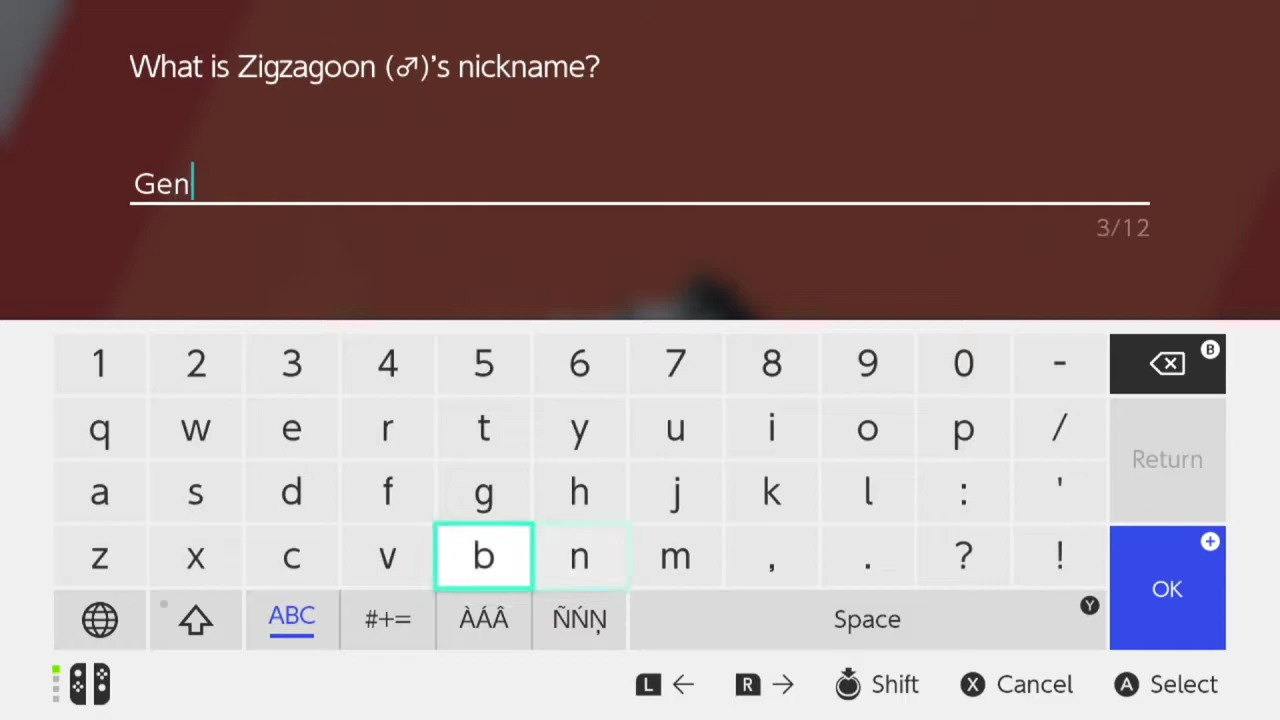 What is Zigzagoon (♂)'s nickname?
Gen
3/12
1 2 3 4 5 6 7 8 9 0 -
B
q w e r t y u i o p /
Return
a s d f g h j k l : '
z x c v b n m , . ? !
+
OK
ABC #+= ÀÁÂ ÑŃŅ Space Y
L ← R → Shift X Cancel A Select